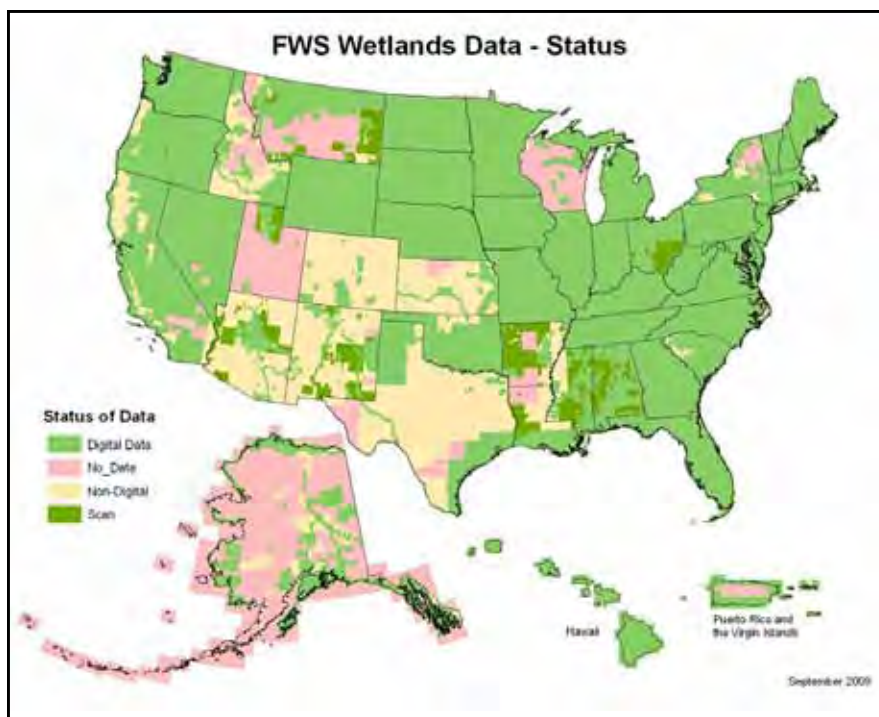 FWS Wetlands Data - Status
Status of Data
Digital Data
No_Data
Non-Digital
Scan
Hawaii
Puerto Rico and
the Virgin Islands
September 2009